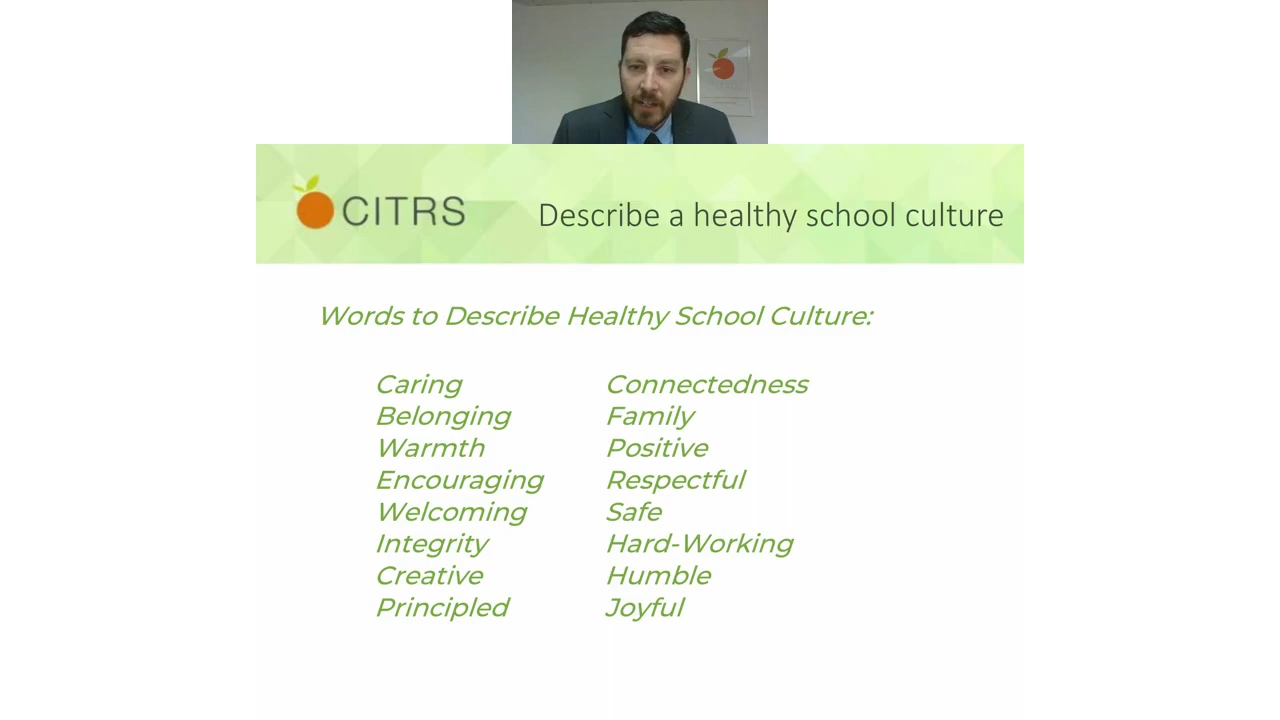 CITRS
Describe a healthy school culture
Words to Describe Healthy School Culture:
Caring
Belonging
Warmth
Encouraging
Welcoming
Integrity
Creative
Principled
Connectedness
Family
Positive
Respectful
Safe
Hard-Working
Humble
Joyful